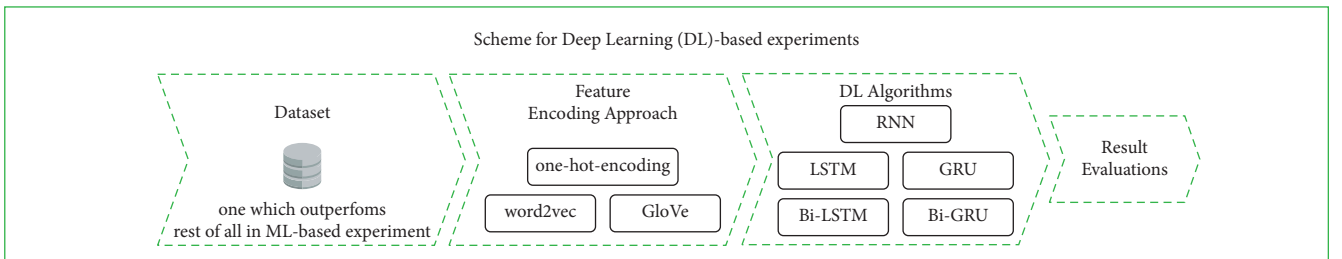 Scheme for Deep Learning (DL)-based experiments
Dataset
one which outperfoms
rest of all in ML-based experiment
Feature
Encoding Approach
one-hot-encoding
word2vec
GloVe
DL Algorithms
RNN
LSTM
GRU
Bi-LSTM
Bi-GRU
Result
Evaluations